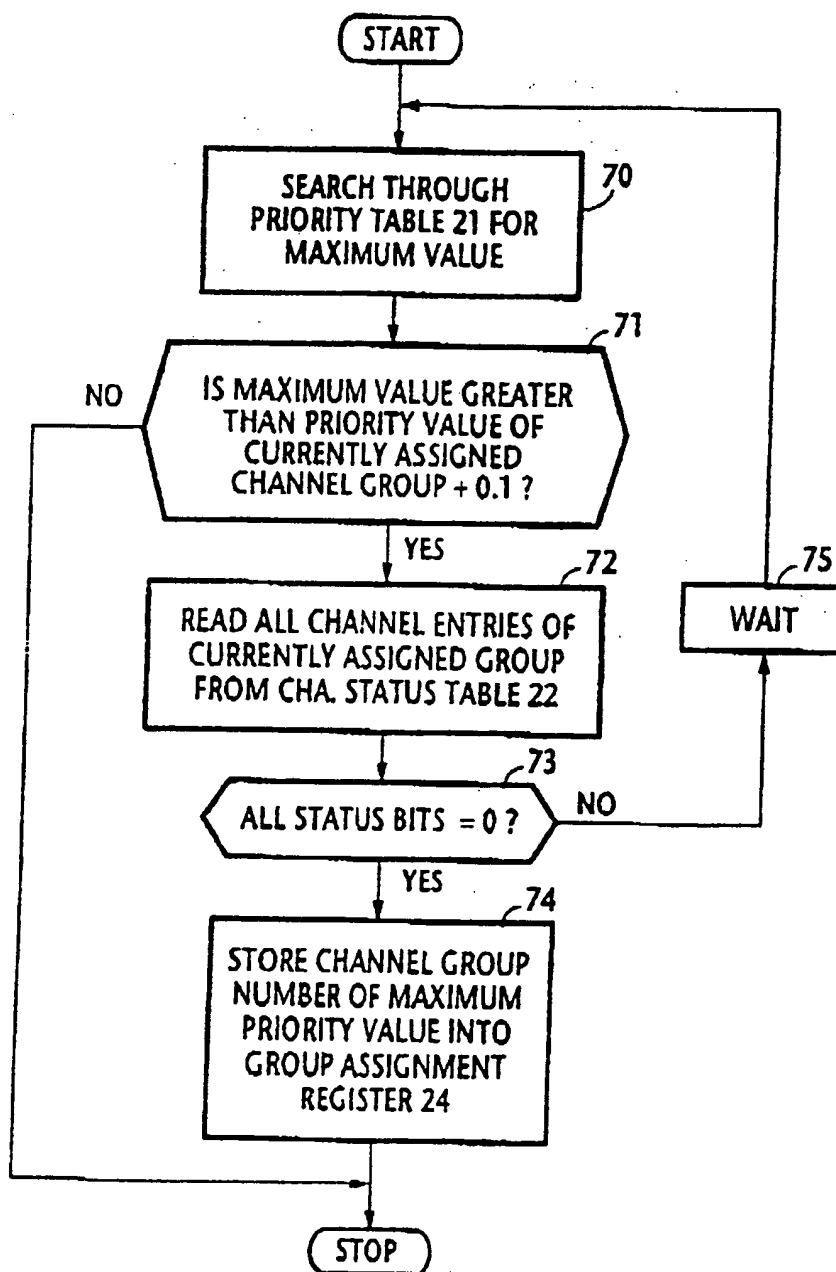 START
SEARCH THROUGH
PRIORITY TABLE 21 FOR
MAXIMUM VALUE
70
71
NO
IS MAXIMUM VALUE GREATER
THAN PRIORITY VALUE OF
CURRENTLY ASSIGNED
CHANNEL GROUP + 0.1 ?
YES
72
75
READ ALL CHANNEL ENTRIES OF
CURRENTLY ASSIGNED GROUP
FROM CHA. STATUS TABLE 22
WAIT
73
ALL STATUS BITS = 0 ?
NO
YES
74
STORE CHANNEL GROUP
NUMBER OF MAXIMUM
PRIORITY VALUE INTO
GROUP ASSIGNMENT
REGISTER 24
STOP